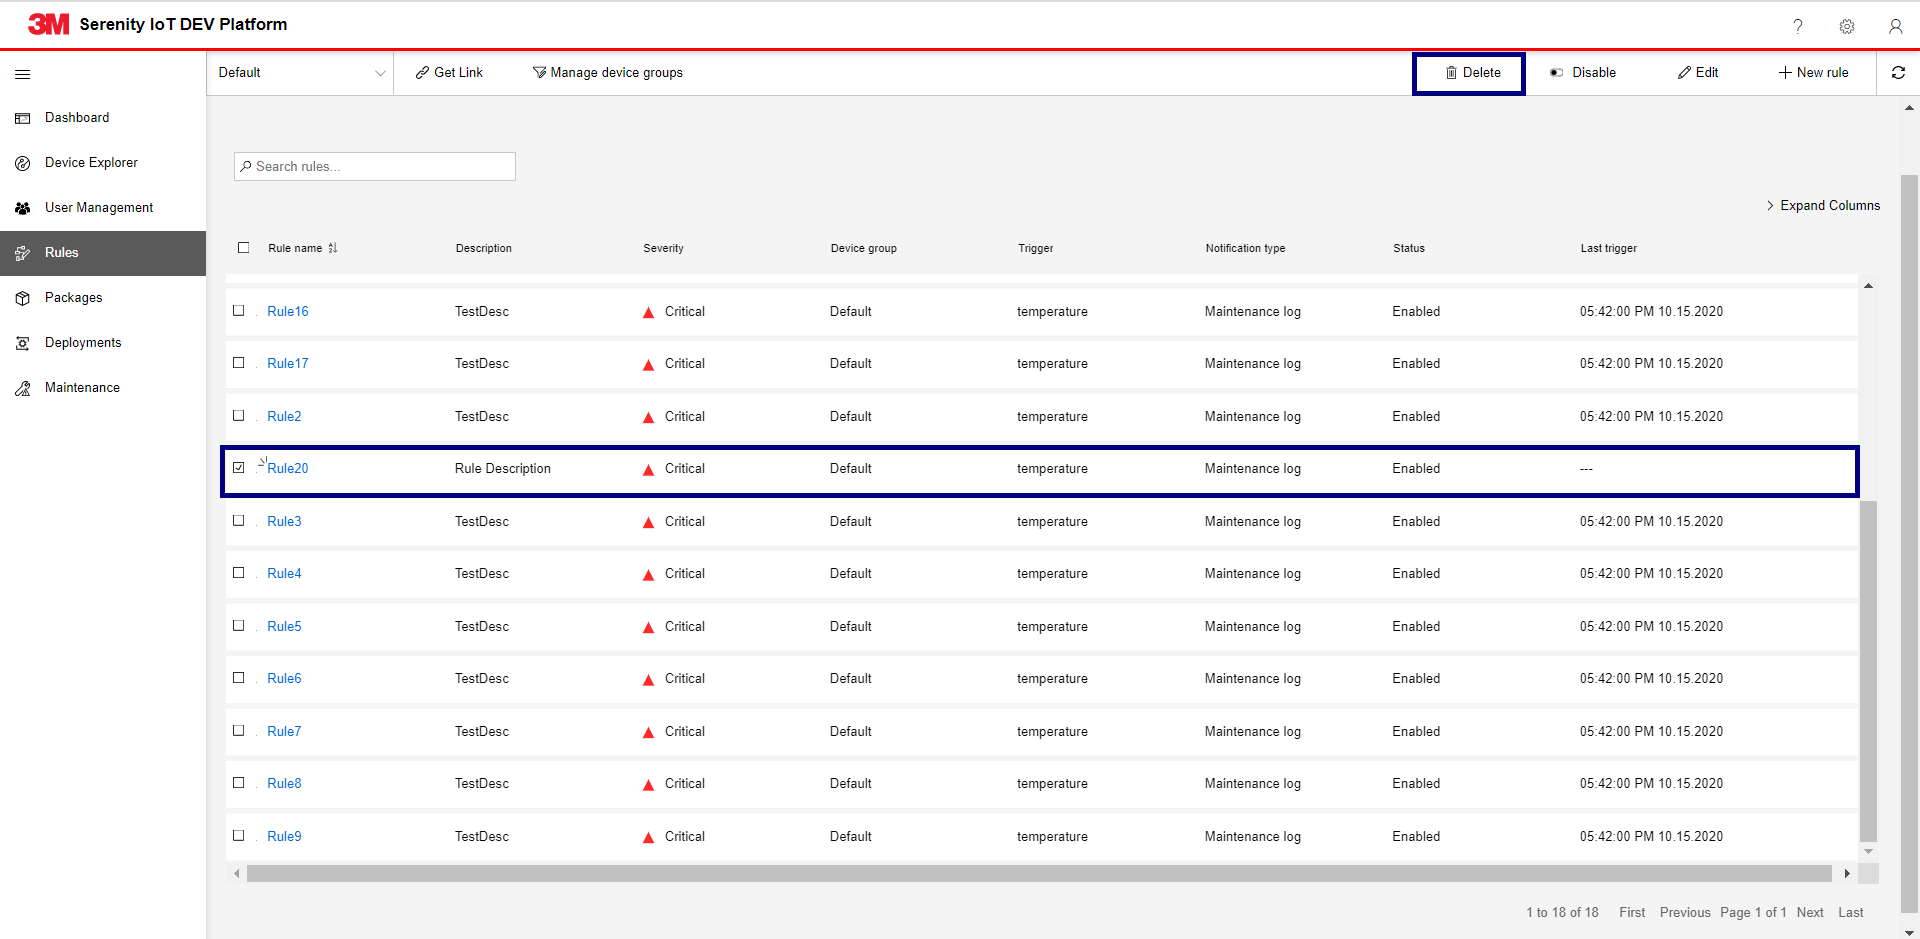 3M Serenity IoT DEV Platform
Default Get Link Manage device groups Delete Disable Edit New rule
Dashboard
Device Explorer
User Management
Rules
Packages
Deployments
Maintenance
Search rules...
Expand Columns
Rule name Description Severity Device group Trigger Notification type Status Last trigger
Rule16 TestDesc Critical Default temperature Maintenance log Enabled 05:42:00 PM 10.15.2020
Rule17 TestDesc Critical Default temperature Maintenance log Enabled 05:42:00 PM 10.15.2020
Rule2 TestDesc Critical Default temperature Maintenance log Enabled 05:42:00 PM 10.15.2020
Rule20 Rule Description Critical Default temperature Maintenance log Enabled ---
Rule3 TestDesc Critical Default temperature Maintenance log Enabled 05:42:00 PM 10.15.2020
Rule4 TestDesc Critical Default temperature Maintenance log Enabled 05:42:00 PM 10.15.2020
Rule5 TestDesc Critical Default temperature Maintenance log Enabled 05:42:00 PM 10.15.2020
Rule6 TestDesc Critical Default temperature Maintenance log Enabled 05:42:00 PM 10.15.2020
Rule7 TestDesc Critical Default temperature Maintenance log Enabled 05:42:00 PM 10.15.2020
Rule8 TestDesc Critical Default temperature Maintenance log Enabled 05:42:00 PM 10.15.2020
Rule9 TestDesc Critical Default temperature Maintenance log Enabled 05:42:00 PM 10.15.2020
1 to 18 of 18 First Previous Page 1 of 1 Next Last